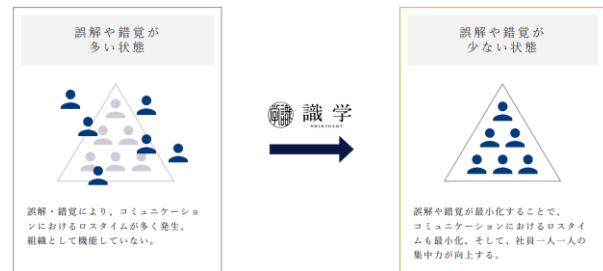 誤解や錯覚が
多い状態
誤解・錯覚により、コミュニケーショ
ンにおけるロスタイムが多く発生。
組織として機能していない。
識学
SHIKIGAKU
誤解や錯覚が
少ない状態
誤解や錯覚が最小化することで、
コミュニケーションにおけるロスタイ
ムも最小化。そして、社員一人一人の
集中力が向上する。